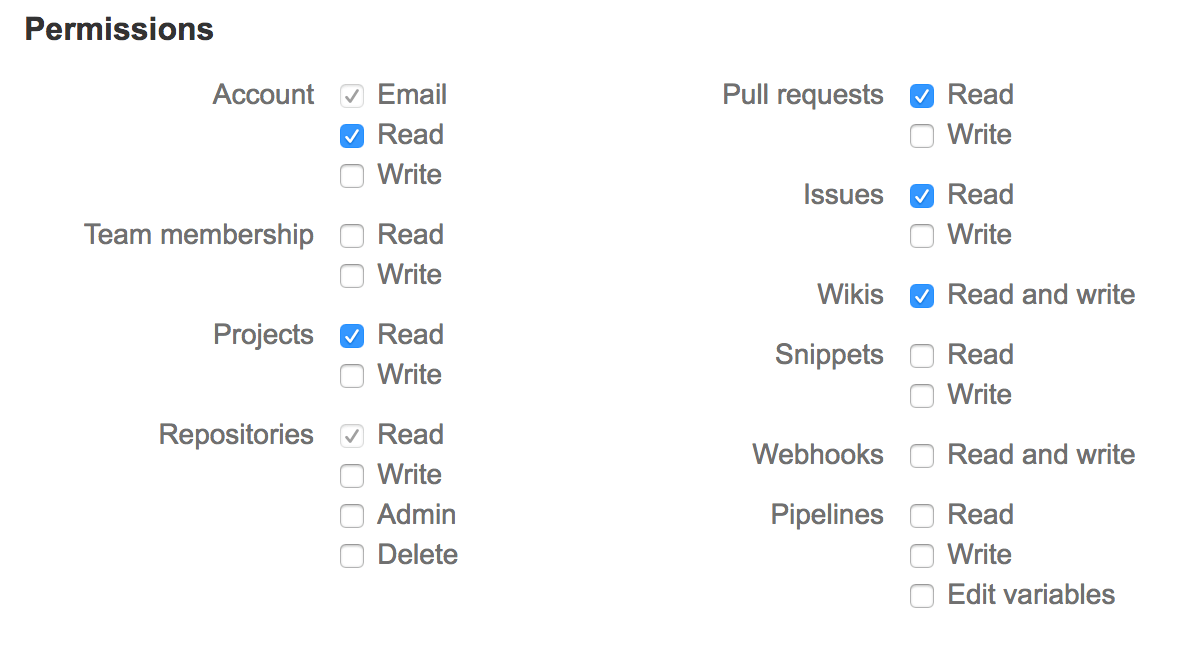 Permissions
Account Email
Read
Write
Team membership Read
Write
Projects Read
Write
Repositories Read
Write
Admin
Delete
Pull requests Read
Write
Issues Read
Write
Wikis Read and write
Snippets Read
Write
Webhooks Read and write
Pipelines Read
Write
Edit variables